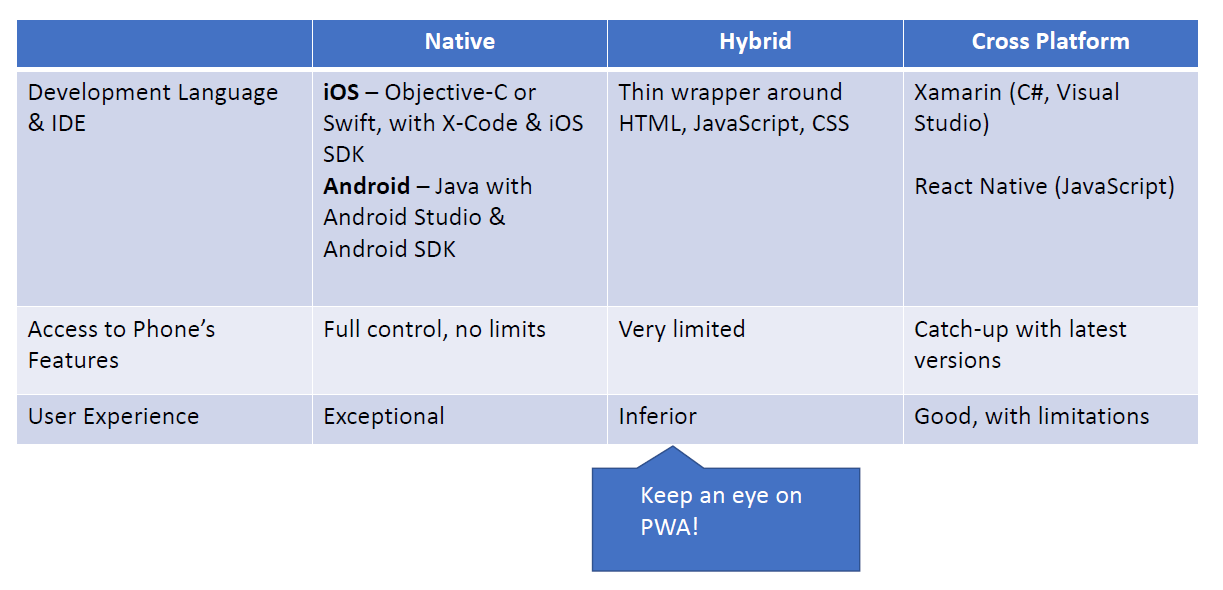 Native
Hybrid
Cross Platform
Development Language
& IDE
iOS – Objective-C or
Swift, with X-Code & iOS
SDK
Android – Java with
Android Studio &
Android SDK
Thin wrapper around
HTML, JavaScript, CSS
Xamarin (C#, Visual
Studio)
React Native (JavaScript)
Access to Phone’s
Features
Full control, no limits
Very limited
Catch-up with latest
versions
User Experience
Exceptional
Inferior
Good, with limitations
Keep an eye on
PWA!